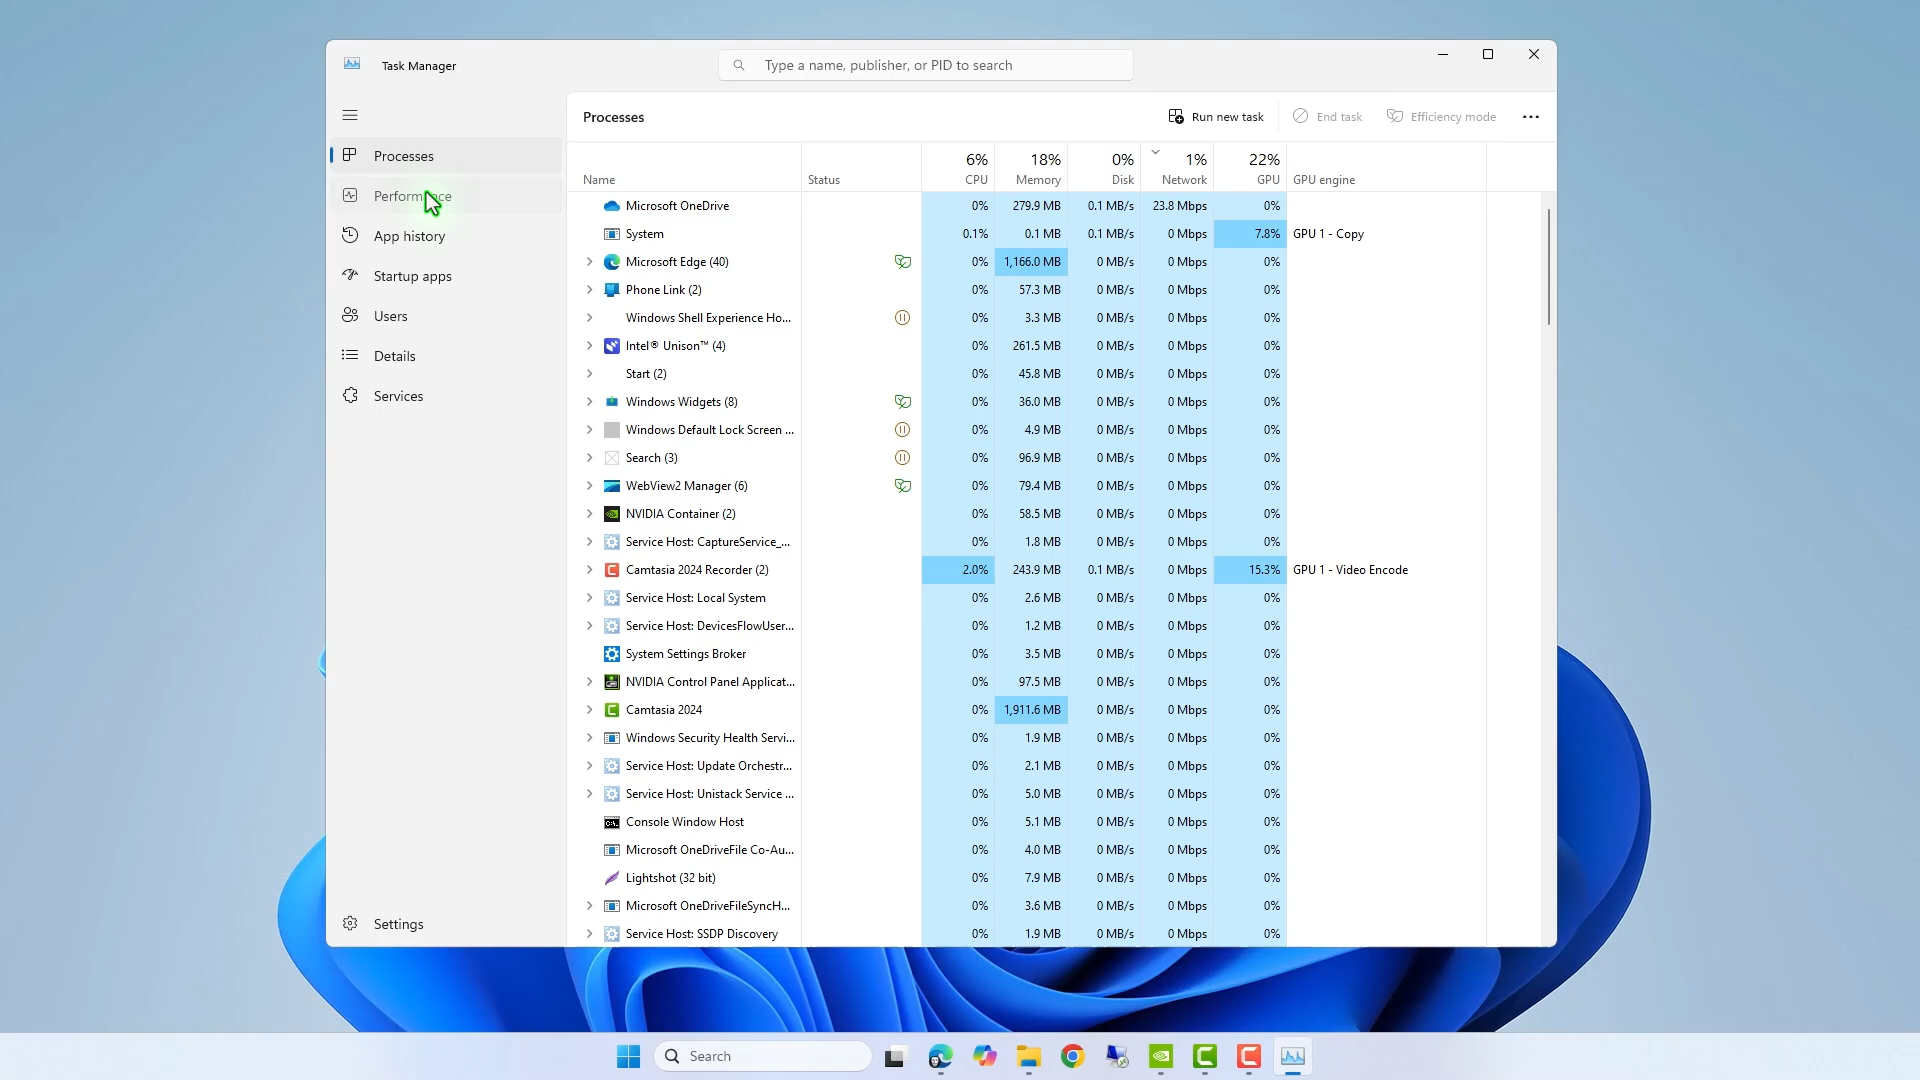 Task Manager
Type a name, publisher, or PID to search
Processes
Performance
App history
Startup apps
Users
Details
Services
Settings
Processes
Run new task
End task
Efficiency mode
Name Status 6% CPU 18% Memory 0% Disk 1% Network 22% GPU GPU engine
Microsoft OneDrive 0% 279.9 MB 0.1 MB/s 23.8 Mbps 0%
System 0.1% 0.1 MB 0.1 MB/s 0 Mbps 7.8% GPU 1 - Copy
Microsoft Edge (40) 0% 1,166.0 MB 0 MB/s 0 Mbps 0%
Phone Link (2) 0% 57.3 MB 0 MB/s 0 Mbps 0%
Windows Shell Experience Ho... 0% 3.3 MB 0 MB/s 0 Mbps 0%
Intel® Unison™ (4) 0% 261.5 MB 0 MB/s 0 Mbps 0%
Start (2) 0% 45.8 MB 0 MB/s 0 Mbps 0%
Windows Widgets (8) 0% 36.0 MB 0 MB/s 0 Mbps 0%
Windows Default Lock Screen ... 0% 4.9 MB 0 MB/s 0 Mbps 0%
Search (3) 0% 96.9 MB 0 MB/s 0 Mbps 0%
WebView2 Manager (6) 0% 79.4 MB 0 MB/s 0 Mbps 0%
NVIDIA Container (2) 0% 58.5 MB 0 MB/s 0 Mbps 0%
Service Host: CaptureService_... 0% 1.8 MB 0 MB/s 0 Mbps 0%
Camtasia 2024 Recorder (2) 2.0% 243.9 MB 0.1 MB/s 0 Mbps 15.3% GPU 1 - Video Encode
Service Host: Local System 0% 2.6 MB 0 MB/s 0 Mbps 0%
Service Host: DevicesFlowUser... 0% 1.2 MB 0 MB/s 0 Mbps 0%
System Settings Broker 0% 3.5 MB 0 MB/s 0 Mbps 0%
NVIDIA Control Panel Applicat... 0% 97.5 MB 0 MB/s 0 Mbps 0%
Camtasia 2024 0% 1,911.6 MB 0 MB/s 0 Mbps 0%
Windows Security Health Servi... 0% 1.9 MB 0 MB/s 0 Mbps 0%
Service Host: Update Orchestr... 0% 2.1 MB 0 MB/s 0 Mbps 0%
Service Host: Unistack Service ... 0% 5.0 MB 0 MB/s 0 Mbps 0%
Console Window Host 0% 5.1 MB 0 MB/s 0 Mbps 0%
Microsoft OneDriveFile Co-Au... 0% 4.0 MB 0 MB/s 0 Mbps 0%
Lightshot (32 bit) 0% 7.9 MB 0 MB/s 0 Mbps 0%
Microsoft OneDriveFileSyncH... 0% 3.6 MB 0 MB/s 0 Mbps 0%
Service Host: SSDP Discovery 0% 1.9 MB 0 MB/s 0 Mbps 0%
Search